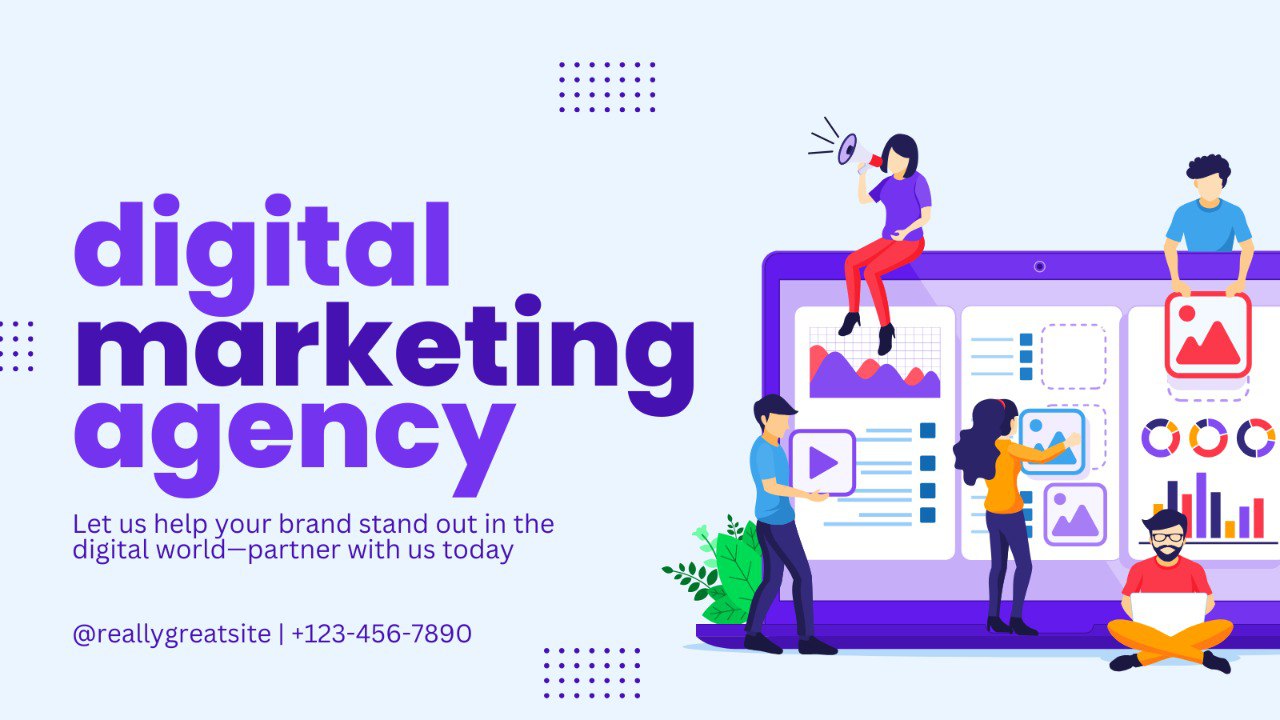 digital
marketing
agency
Let us help your brand stand out in the
digital world—partner with us today
@reallygreatsite | +123-456-7890